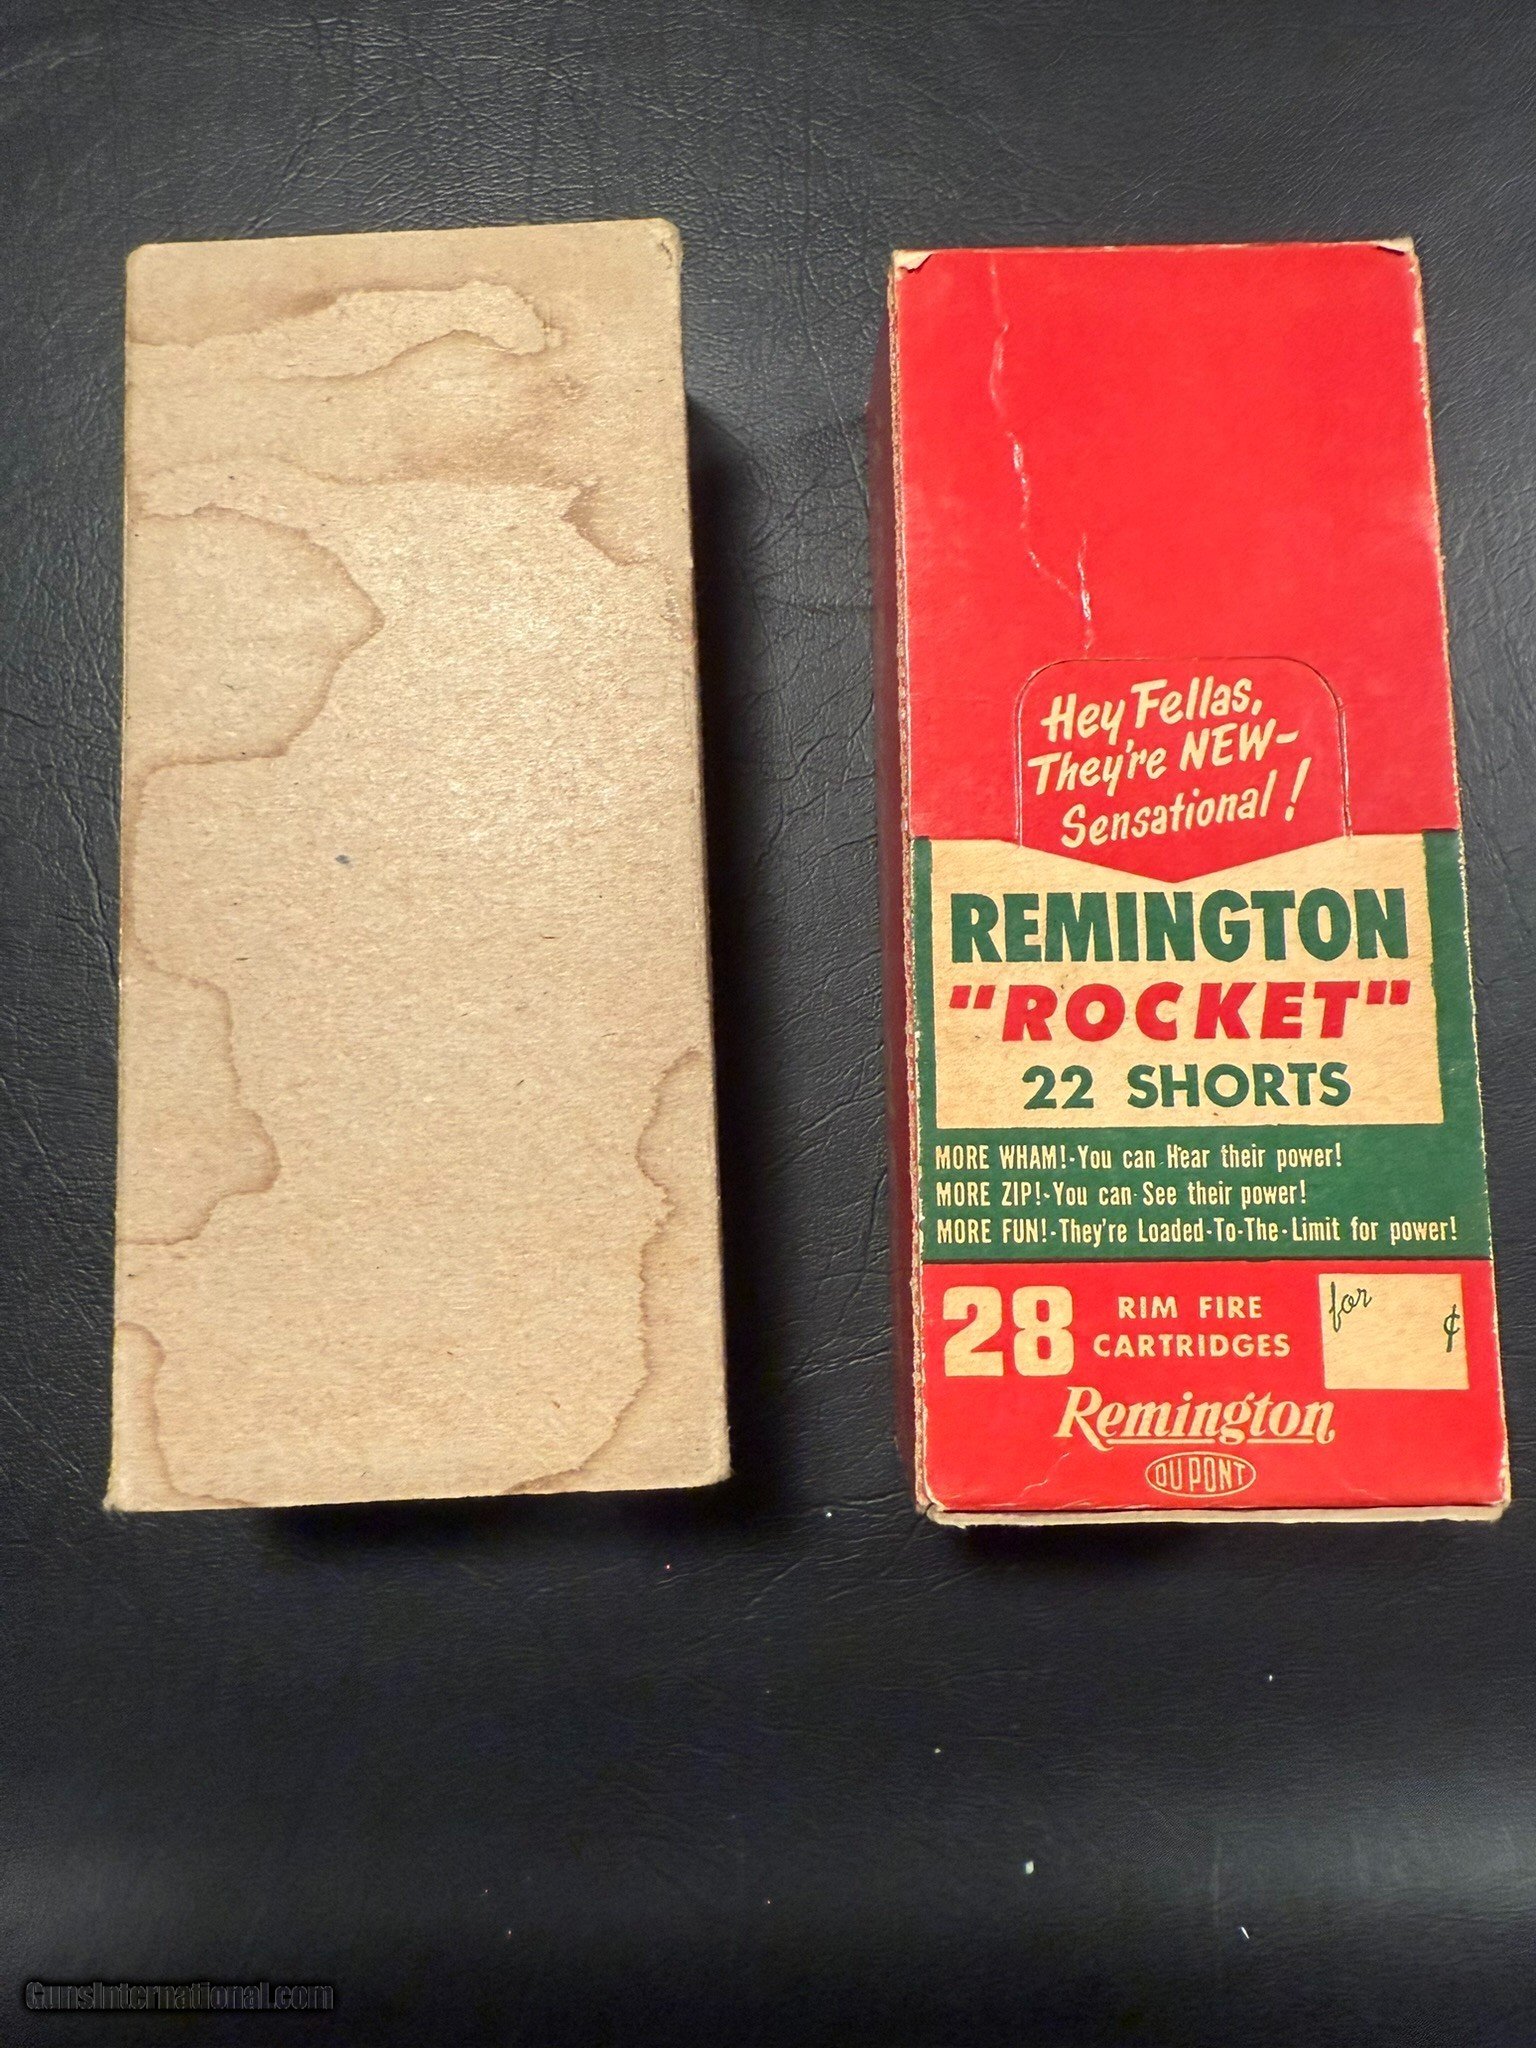 Hey Fellas,
They're NEW-
Sensational!
REMINGTON
"ROCKET"
22 SHORTS
MORE WHAM!-You can Hear their power!
MORE ZIP!-You can See their power!
MORE FUN!-They're Loaded-To-The-Limit for power!
28 RIM FIRE CARTRIDGES
for ¢
Remington
DU PONT
GunsInternational.com